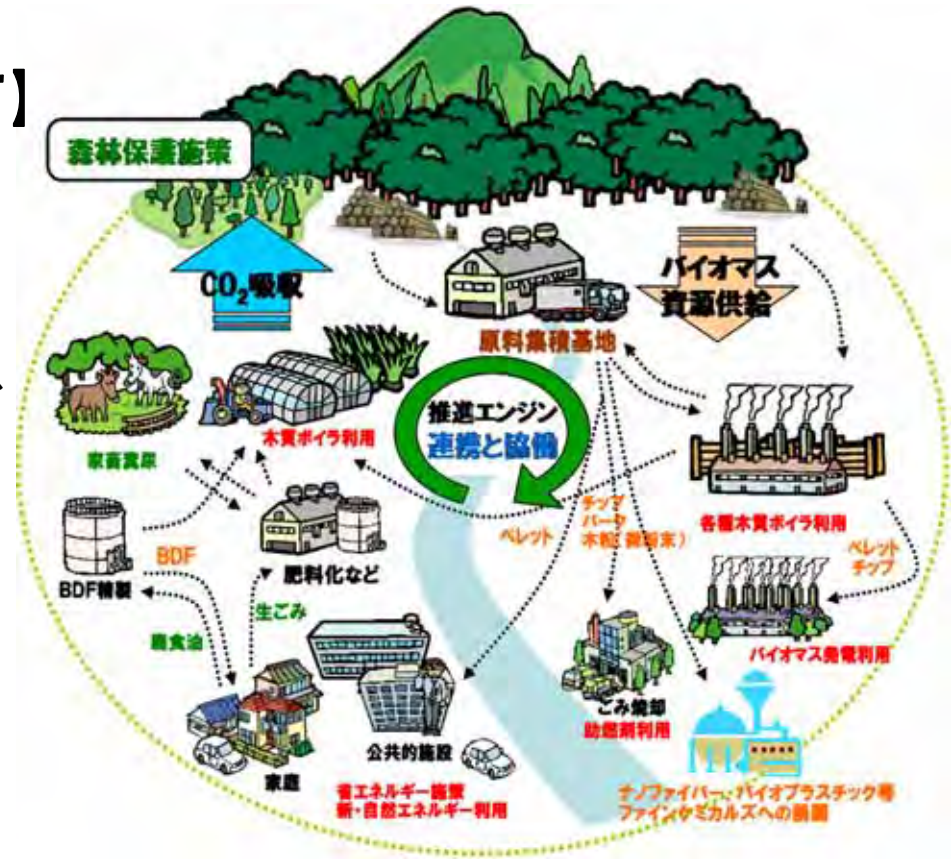 】
森林保護施策
CO₂吸収
バイオマス
資源供給
原料集積基地
推進エンジン
連携と協働
木質ボイラ利用
家畜糞尿
各種木質ボイラ利用
チップ
バーク
木粉(微粉末)
ペレット
ペレット
チップ
BDF
BDF精製
肥料化など
生ごみ
廃食油
バイオマス発電利用
ごみ焼却
助燃剤利用
公共的施設
家庭
省エネルギー施策
新・自然エネルギー利用
ナノファイバー、バイオプラスチック等
ファインケミカルズへの展開